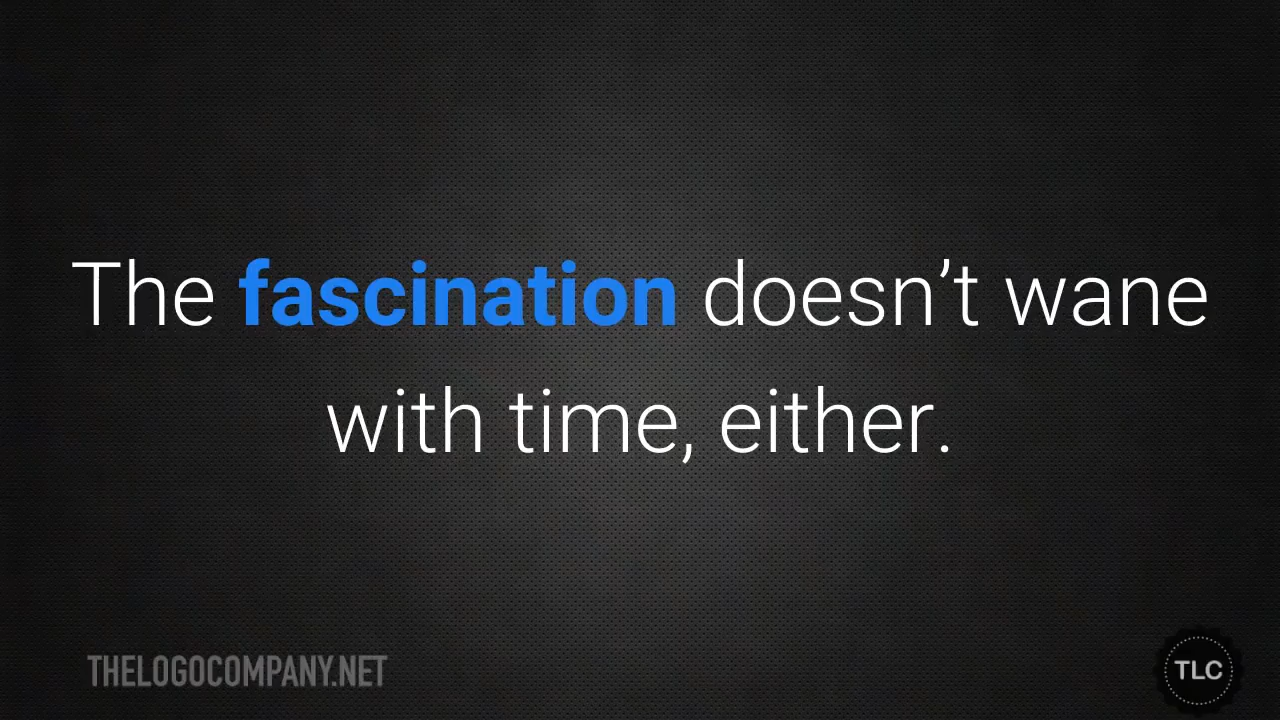 The fascination doesn’t wane
with time, either.
THELOGOCOMPANY.NET
TLC